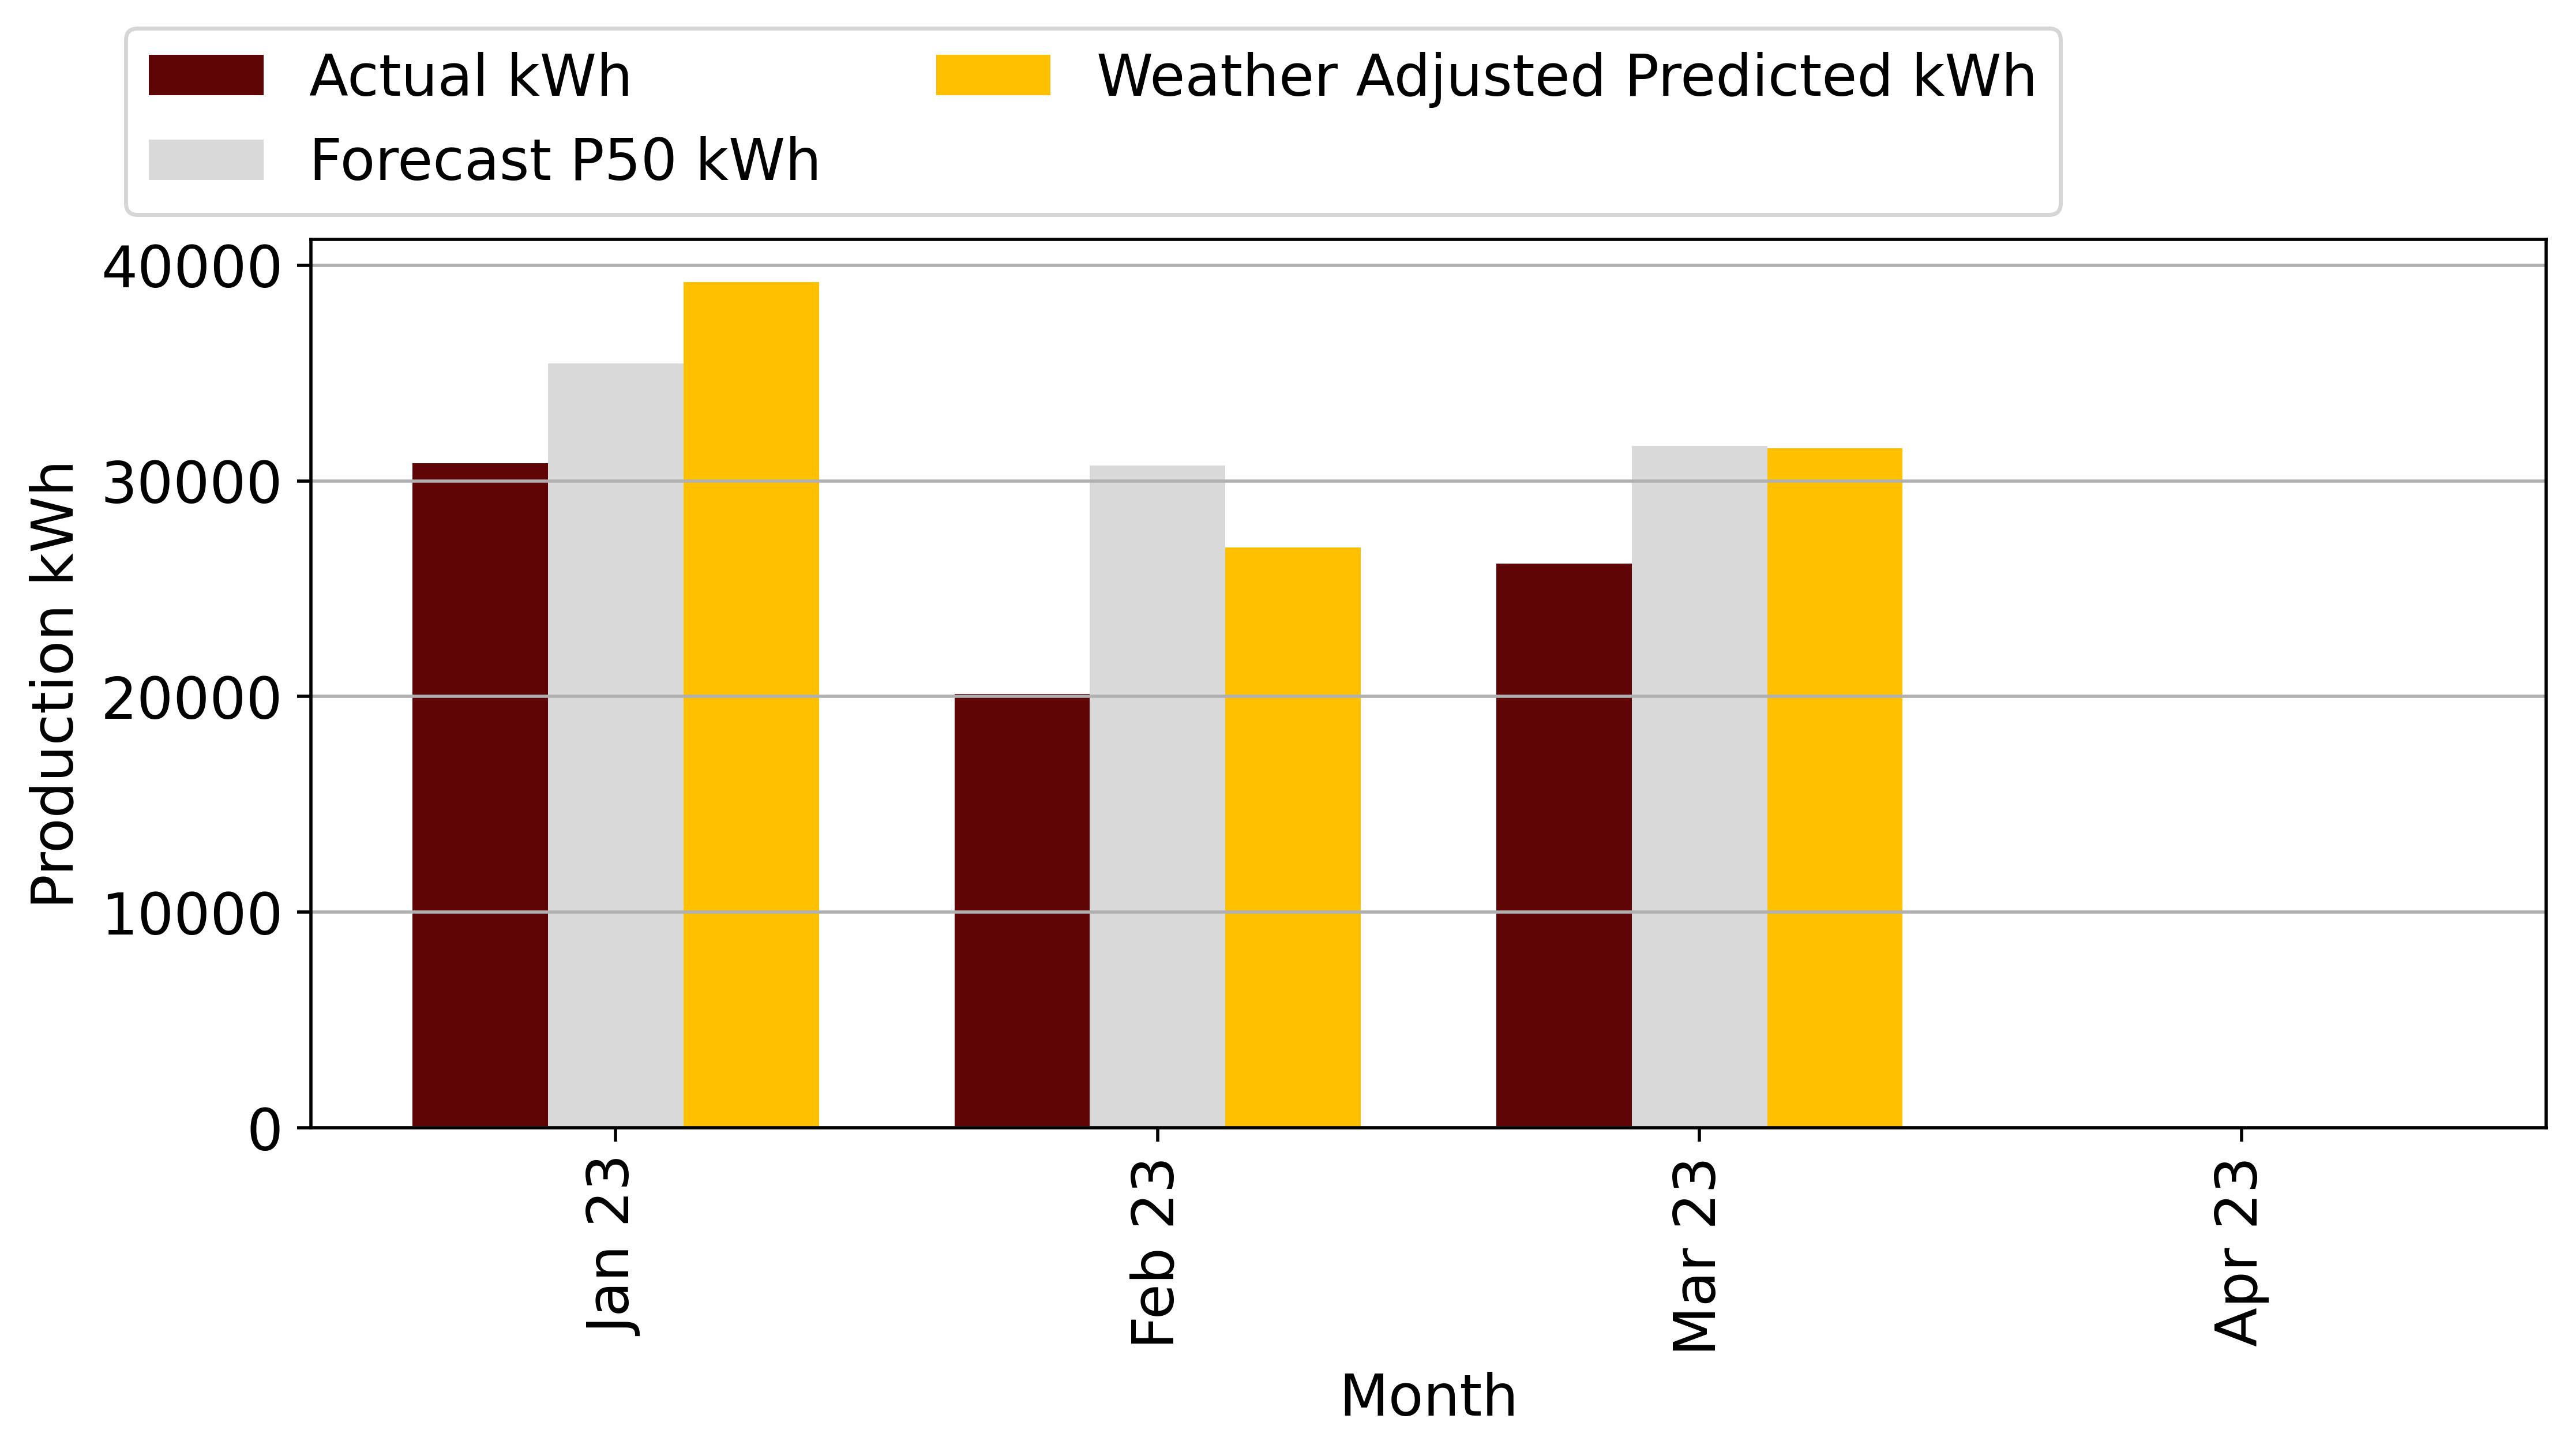 Actual kWh
Forecast P50 kWh
Weather Adjusted Predicted kWh
Production kWh
40000
30000
20000
10000
0
Jan 23
Feb 23
Mar 23
Apr 23
Month